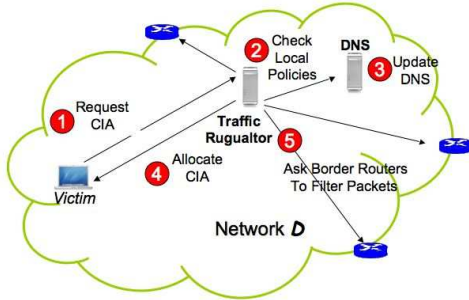 2 Check
Local
Policies
DNS
3 Update
DNS
1 Request
CIA
Traffic
Rugualtor
5
4 Allocate
CIA
Ask Border Routers
To Filter Packets
Victim
Network D